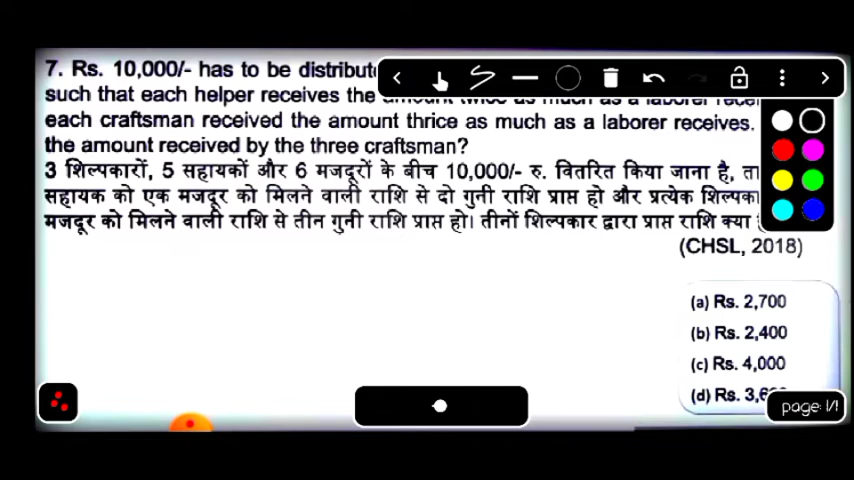 7. Rs. 10,000/- has to be
such that each helper receives the
each craftsman received the amount thrice as much as a laborer receives.
the amount received by the three craftsman?
3 शिल्पकारों, 5 सहायकों और 6 मजदूरों के बीच 10,000/- रु. वितरित किया जाना है,
सहायक को एक मजदूर को मिलने वाली राशि से दो गुनी राशि प्राप्त हो और प्रत्येक
मजदूर को मिलने वाली राशि से तीन गुनी राशि प्राप्त हो। तीनों शिल्पकार द्वारा प्राप्त राशि क्या
(CHSL, 2018)
(a) Rs. 2,700
(b) Rs. 2,400
(c) Rs. 4,000
(d) Rs.
page: 1/1